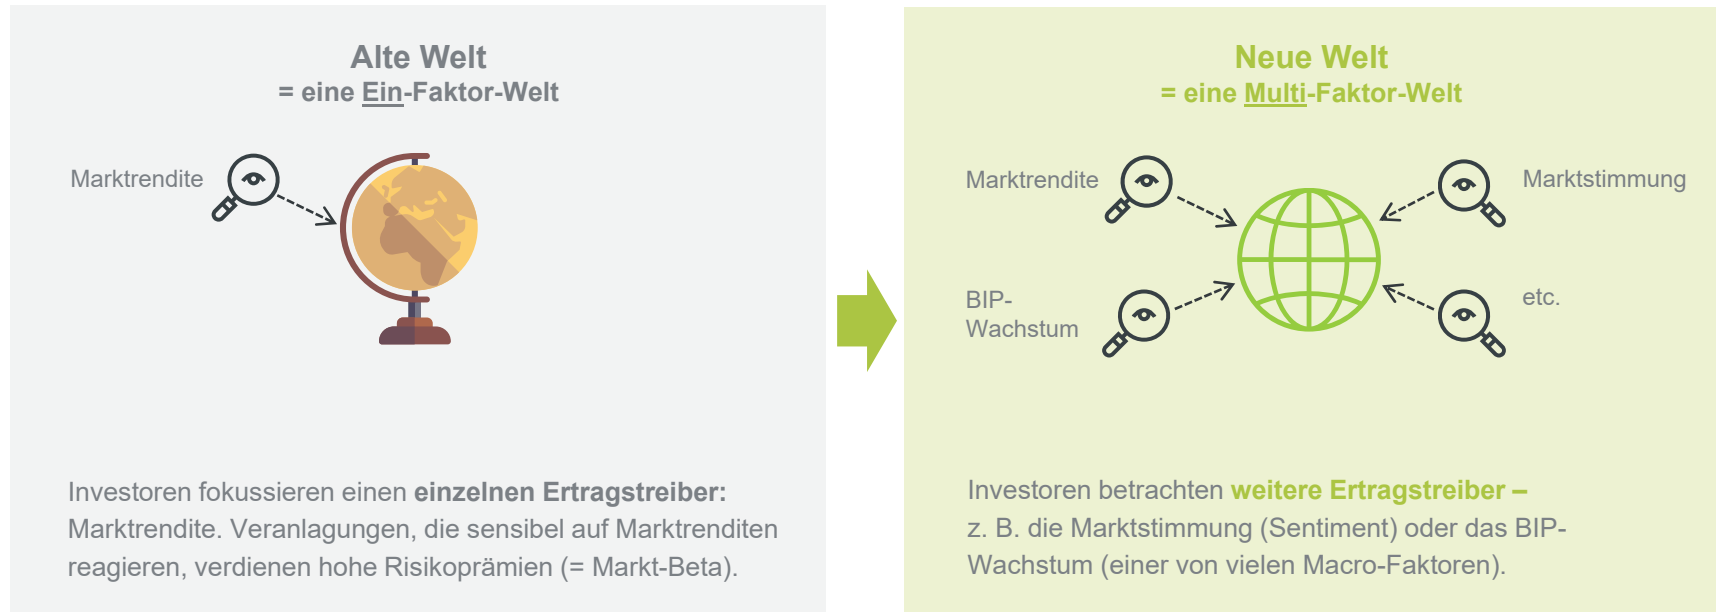 Alte Welt
= eine Ein-Faktor-Welt
Marktrendite
Investoren fokussieren einen einzelnen Ertragstreiber:
Marktrendite. Veranlagungen, die sensibel auf Marktrenditen
reagieren, verdienen hohe Risikoprämien (= Markt-Beta).
Neue Welt
= eine Multi-Faktor-Welt
Marktrendite
Marktstimmung
BIP-
Wachstum
etc.
Investoren betrachten weitere Ertragstreiber –
z. B. die Marktstimmung (Sentiment) oder das BIP-
Wachstum (einer von vielen Macro-Faktoren).